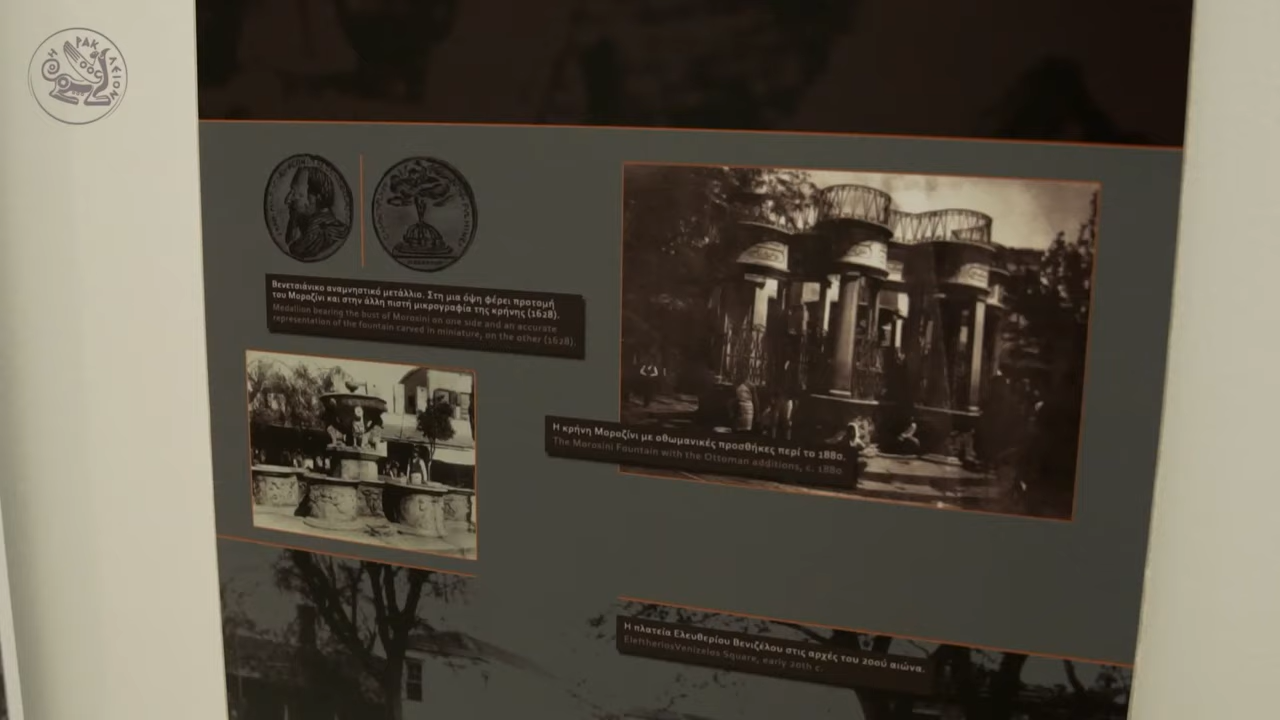 ΗΡΑΚΛΕΙΟΝ
Βενετσιάνικο αναμνηστικό μετάλλιο. Στη μια όψη φέρει προτομή
του Μοροζίνι και στην άλλη πιστή μικρογραφία της κρήνης (1628).
Medallion bearing the bust of Morosini on one side and an accurate
representation of the fountain carved in miniature, on the other (1628).
Η κρήνη Μοροζίνι με οθωμανικές προσθήκες περί το 1880.
The Morosini Fountain with the Ottoman additions, c. 1880
Η πλατεία Ελευθερίου Βενιζέλου στις αρχές του 20ού αιώνα.
EleftheriosVenizelos Square, early 20th c.